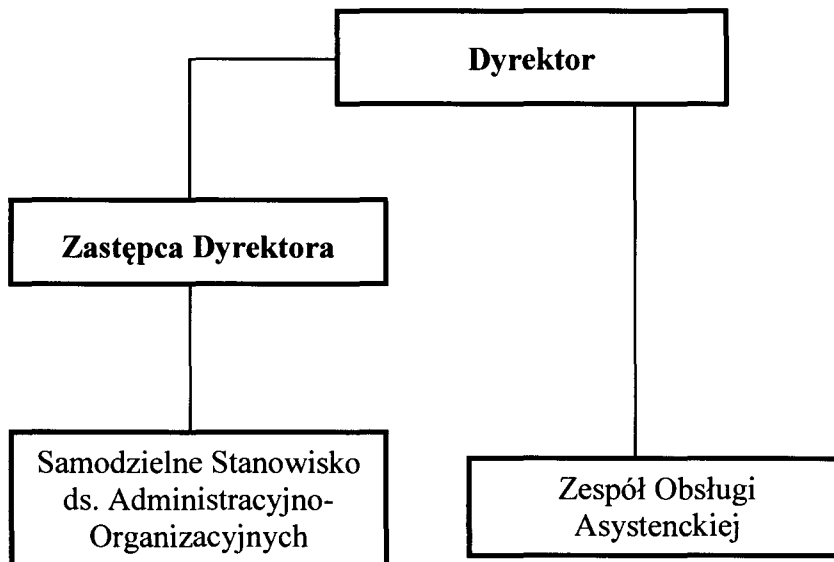 Dyrektor
Zastępca Dyrektora
Samodzielne Stanowisko
ds. Administracyjno-
Organizacyjnych
Zespół Obsługi
Asystenckiej